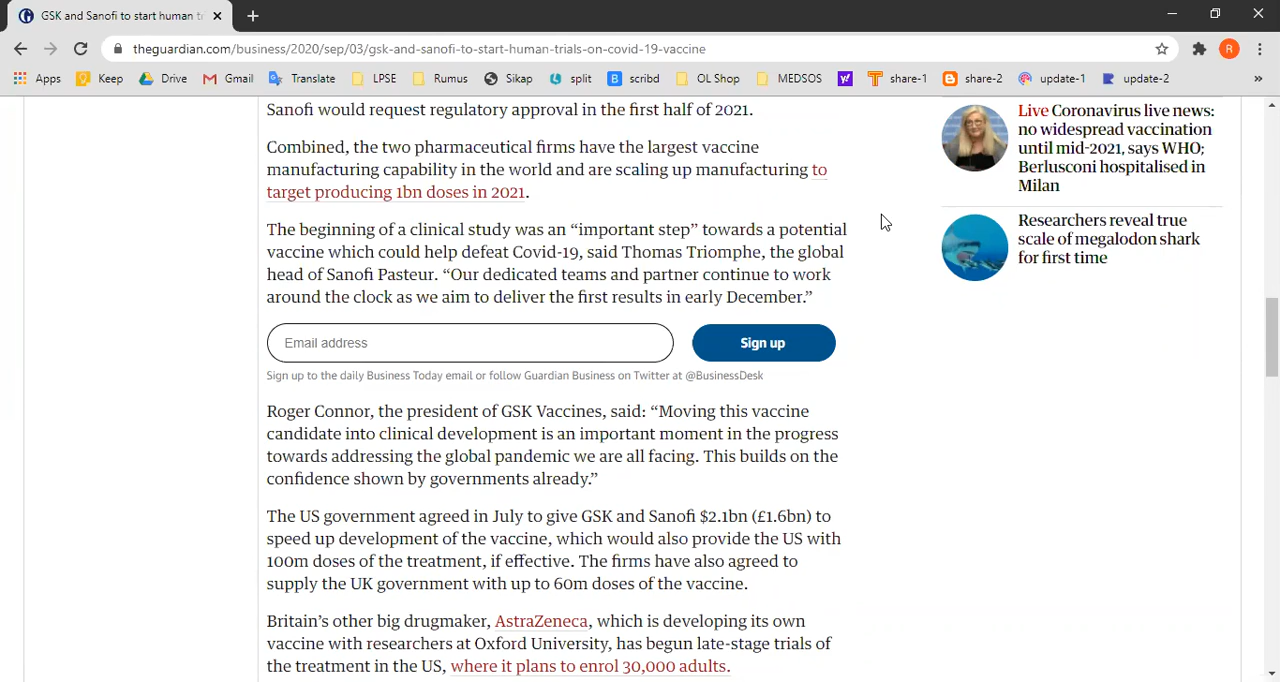 GSK and Sanofi to start human t
theguardian.com/business/2020/sep/03/gsk-and-sanofi-to-start-human-trials-on-covid-19-vaccine
R
Apps Keep Drive Gmail Translate LPSE Rumus Sikap split scribd OL Shop MEDSOS share-1 share-2 update-1 update-2 »
Sanofi would request regulatory approval in the first half of 2021.
Combined, the two pharmaceutical firms have the largest vaccine
manufacturing capability in the world and are scaling up manufacturing to
target producing 1bn doses in 2021.
The beginning of a clinical study was an “important step” towards a potential
vaccine which could help defeat Covid-19, said Thomas Triomphe, the global
head of Sanofi Pasteur. “Our dedicated teams and partner continue to work
around the clock as we aim to deliver the first results in early December.”
Email address
Sign up
Sign up to the daily Business Today email or follow Guardian Business on Twitter at @BusinessDesk
Roger Connor, the president of GSK Vaccines, said: “Moving this vaccine
candidate into clinical development is an important moment in the progress
towards addressing the global pandemic we are all facing. This builds on the
confidence shown by governments already.”
The US government agreed in July to give GSK and Sanofi $2.1bn (£1.6bn) to
speed up development of the vaccine, which would also provide the US with
100m doses of the treatment, if effective. The firms have also agreed to
supply the UK government with up to 60m doses of the vaccine.
Britain’s other big drugmaker, AstraZeneca, which is developing its own
vaccine with researchers at Oxford University, has begun late-stage trials of
the treatment in the US, where it plans to enrol 30,000 adults.
Live Coronavirus live news:
no widespread vaccination
until mid-2021, says WHO;
Berlusconi hospitalised in
Milan
Researchers reveal true
scale of megalodon shark
for first time